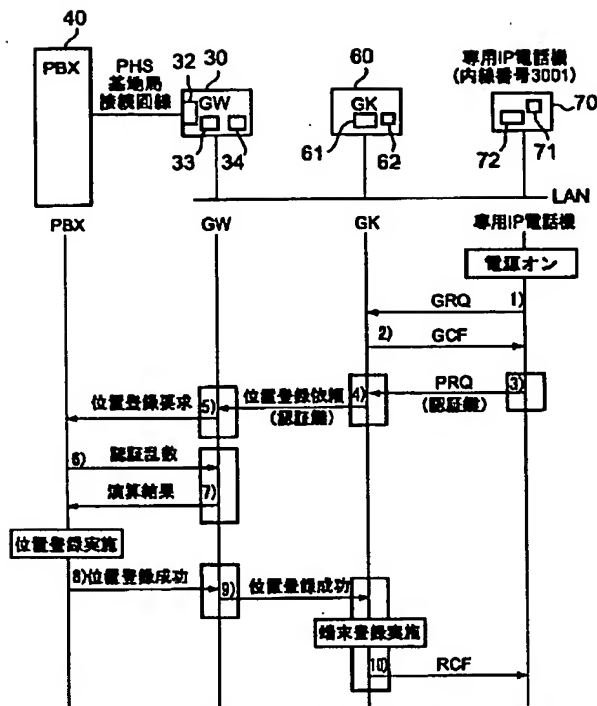 40
PBX
PHS
基地局
接続回線
32
30
GW
33
34
60
GK
61
62
専用IP電話機
(内線番号3001)
70
72
71
LAN
PBX
GW
GK
専用IP電話機
電源オン
GRQ
1)
2)
GCF
位置登録要求
5)
位置登録依頼
(認証鍵)
4)
PRQ
(認証鍵)
3)
6)
認証乱数
演算結果
7)
位置登録実施
8)位置登録成功
9)
位置登録成功
端末登録実施
10)
RCF